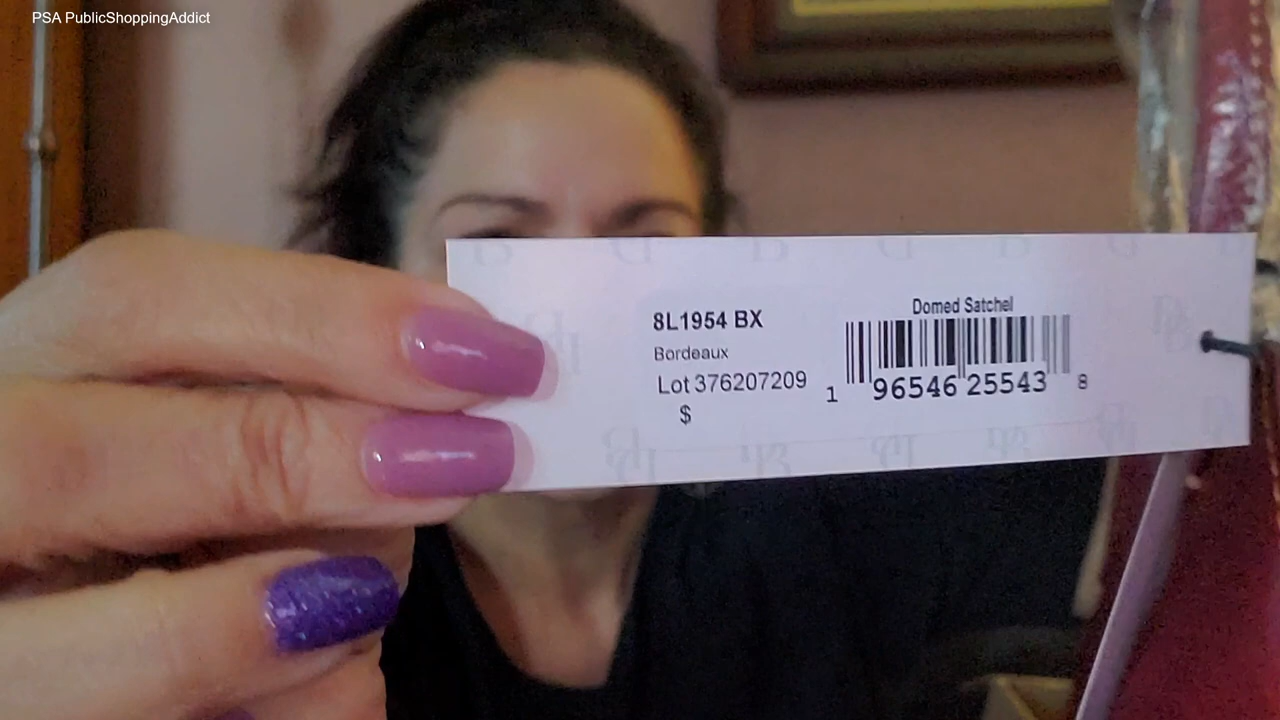 PSA PublicShoppingAddict
8L1954 BX
Bordeaux
Lot 376207209
$
Domed Satchel
1 96546 25543 8